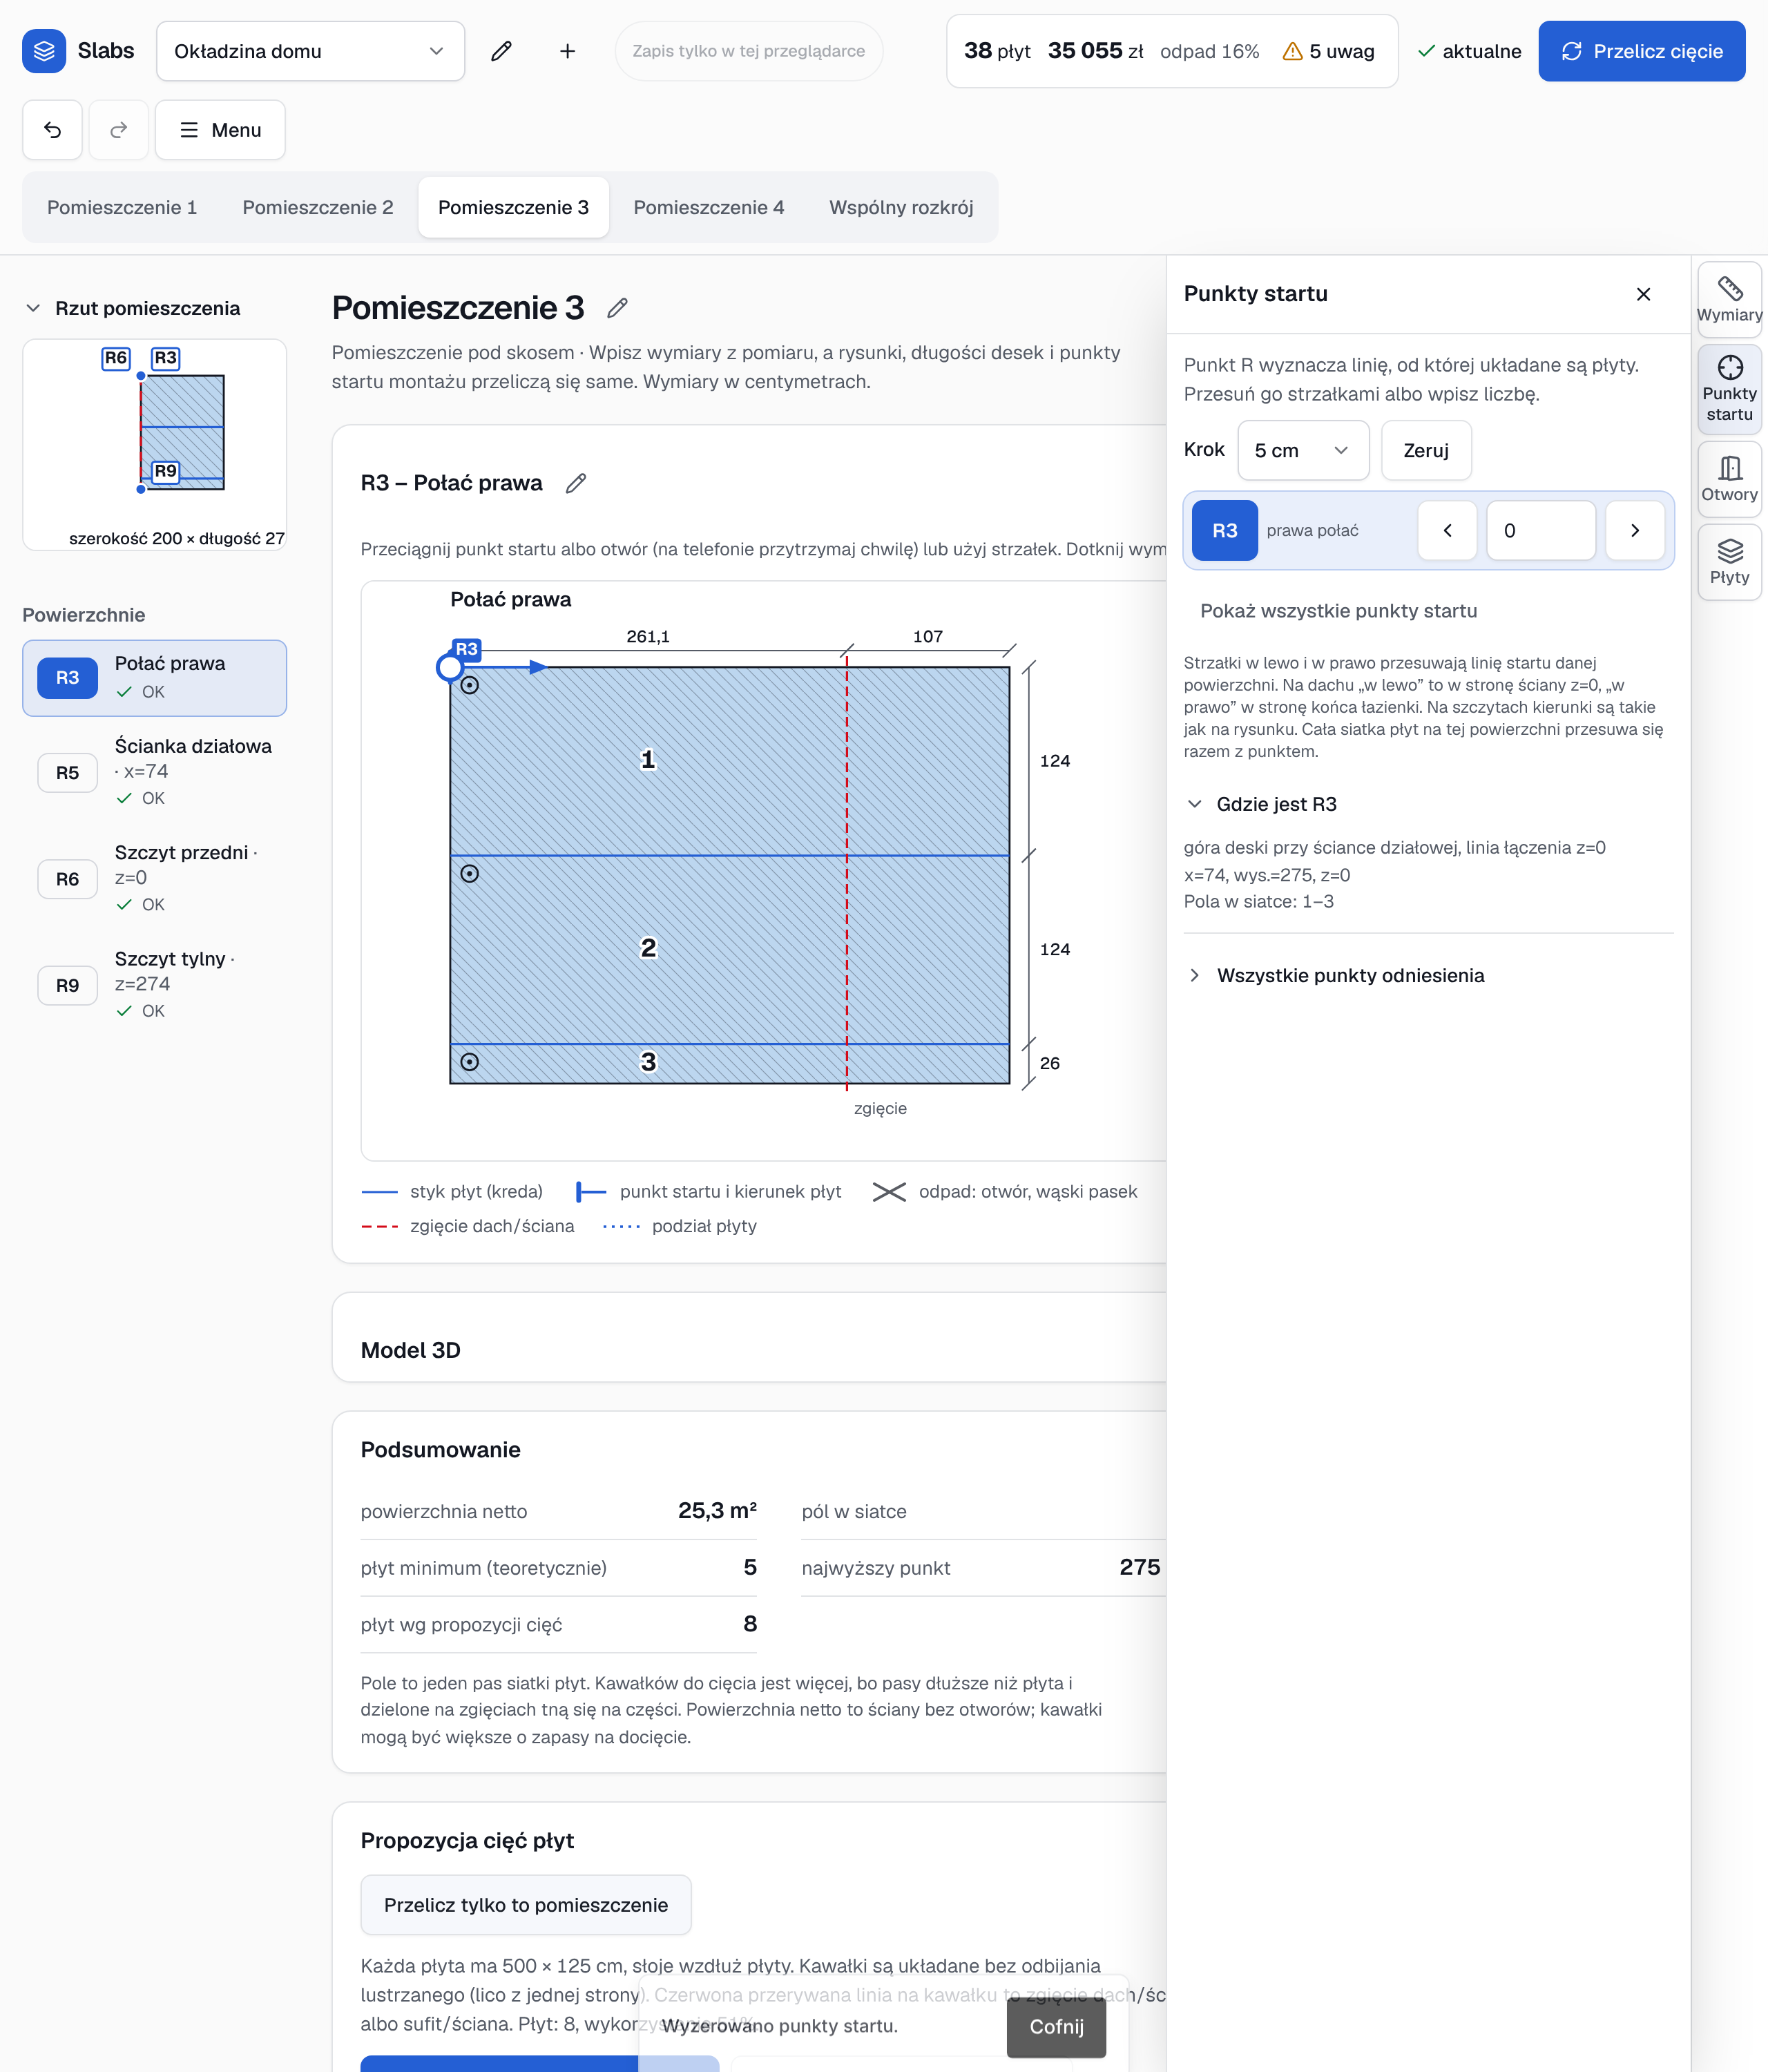 Slabs
Okładzina domu
Zapis tylko w tej przeglądarce
38 płyt 35 055 zł odpad 16% 5 uwag
aktualne
Przelicz cięcie
Menu
Pomieszczenie 1
Pomieszczenie 2
Pomieszczenie 3
Pomieszczenie 4
Wspólny rozkrój
Rzut pomieszczenia
R6
R3
R9
szerokość 200 × długość 27
Powierzchnie
R3
Połać prawa
OK
R5
Ścianka działowa
· x=74
OK
R6
Szczyt przedni ·
z=0
OK
R9
Szczyt tylny ·
z=274
OK
Pomieszczenie 3
Pomieszczenie pod skosem · Wpisz wymiary z pomiaru, a rysunki, długości desek i punkty
startu montażu przeliczą się same. Wymiary w centymetrach.
R3 – Połać prawa
Przeciągnij punkt startu albo otwór (na telefonie przytrzymaj chwilę) lub użyj strzałek. Dotknij wym
Połać prawa
R3
261,1
107
1
124
2
124
3
26
zgięcie
styk płyt (kreda)
punkt startu i kierunek płyt
odpad: otwór, wąski pasek
zgięcie dach/ściana
podział płyty
Model 3D
Podsumowanie
powierzchnia netto 25,3 m²
pól w siatce
płyt minimum (teoretycznie) 5
najwyższy punkt 275
płyt wg propozycji cięć 8
Pole to jeden pas siatki płyt. Kawałków do cięcia jest więcej, bo pasy dłuższe niż płyta i
dzielone na zgięciach tną się na części. Powierzchnia netto to ściany bez otworów; kawałki
mogą być większe o zapasy na docięcie.
Propozycja cięć płyt
Przelicz tylko to pomieszczenie
Każda płyta ma 500 × 125 cm, słoje wzdłuż płyty. Kawałki są układane bez odbijania
lustrzanego (lico z jednej strony). Czerwona przerywana linia na kawałku to zgięcie dach/śc
albo sufit/ściana. Płyt: 8, wykorzystanie 51%.
Wyzerowano punkty startu.
Cofnij
Punkty startu
Punkt R wyznacza linię, od której układane są płyty.
Przesuń go strzałkami albo wpisz liczbę.
Krok
5 cm
Zeruj
R3
prawa połać
0
Pokaż wszystkie punkty startu
Strzałki w lewo i w prawo przesuwają linię startu danej
powierzchni. Na dachu „w lewo” to w stronę ściany z=0, „w
prawo” w stronę końca łazienki. Na szczytach kierunki są takie
jak na rysunku. Cała siatka płyt na tej powierzchni przesuwa się
razem z punktem.
Gdzie jest R3
góra deski przy ściance działowej, linia łączenia z=0
x=74, wys.=275, z=0
Pola w siatce: 1–3
Wszystkie punkty odniesienia
Wymiary
Punkty
startu
Otwory
Płyty